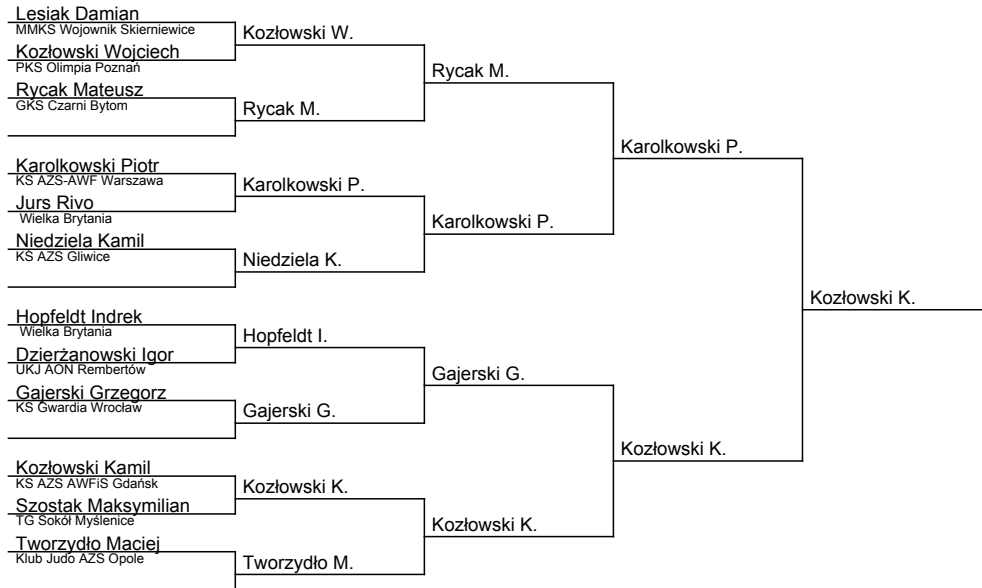 Lesiak Damian
MMKS Wojownik Skierniewice
Kozłowski W.
Kozłowski Wojciech
PKS Olimpia Poznań
Rycak M.
Rycak Mateusz
GKS Czarni Bytom
Rycak M.
Karolkowski P.
Karolkowski Piotr
KS AZS-AWF Warszawa
Karolkowski P.
Jurs Rivo
Wielka Brytania
Karolkowski P.
Niedziela Kamil
KS AZS Gliwice
Niedziela K.
Kozłowski K.
Hopfeldt Indrek
Wielka Brytania
Hopfeldt I.
Dzierżanowski Igor
UKJ AON Rembertów
Gajerski G.
Gajerski Grzegorz
KS Gwardia Wrocław
Gajerski G.
Kozłowski K.
Kozłowski Kamil
KS AZS AWFiS Gdańsk
Kozłowski K.
Szostak Maksymilian
TG Sokół Myślenice
Kozłowski K.
Tworzydło Maciej
Klub Judo AZS Opole
Tworzydło M.